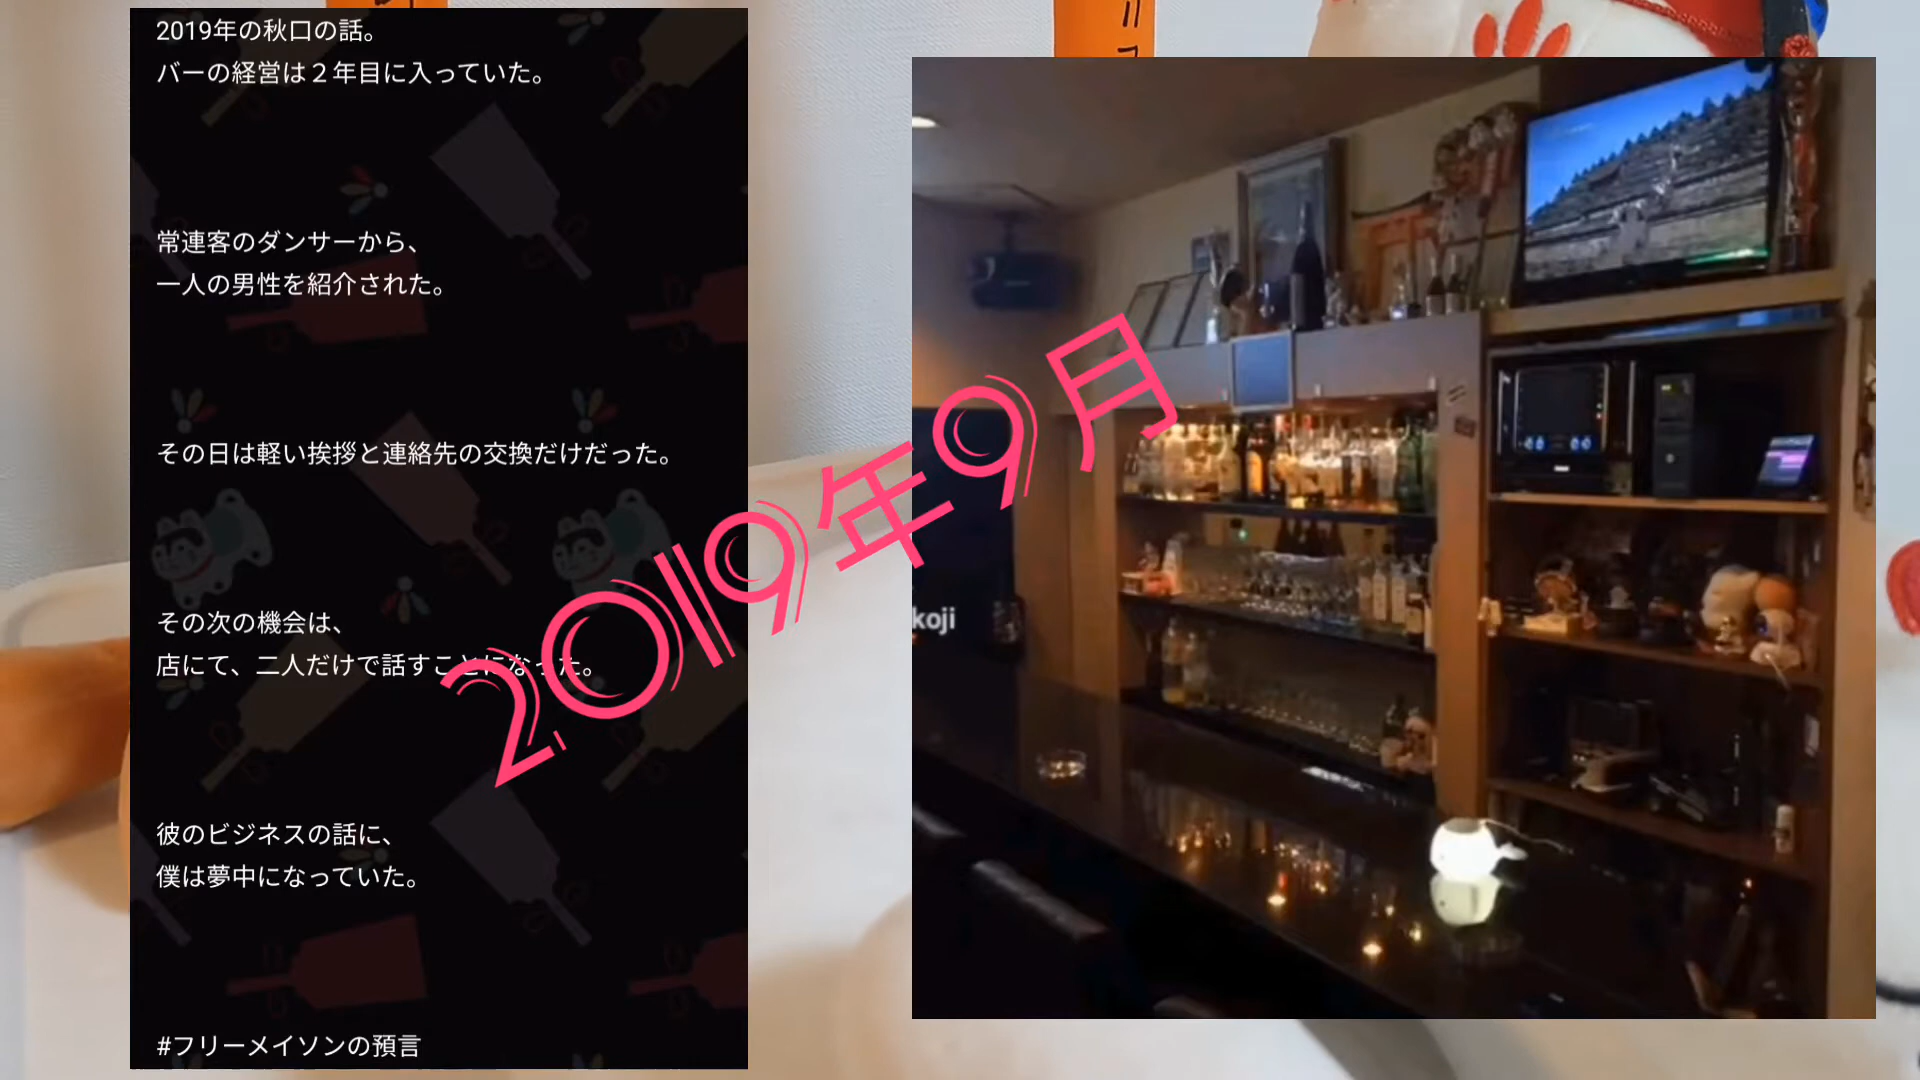 2019年の秋口の話。
バーの経営は２年目に入っていた。
常連客のダンサーから、
一人の男性を紹介された。
その日は軽い挨拶と連絡先の交換だけだった。
その次の機会は、
店にて、二人だけで話すことになった。
彼のビジネスの話に、
僕は夢中になっていた。
#フリーメイソンの預言
2019年9月
koji